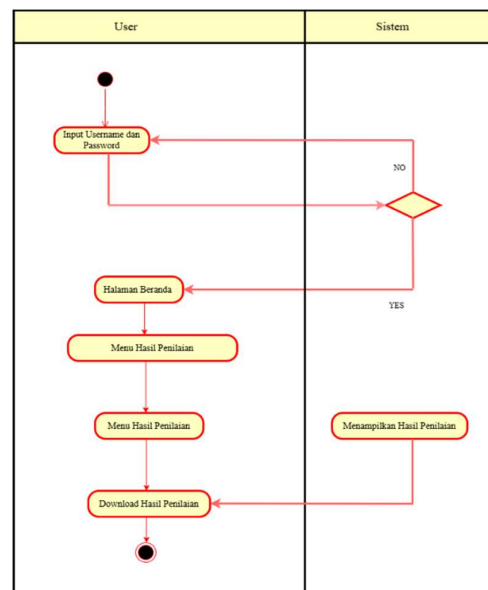 User
Sistem
Input Username dan
Password
NO
Halaman Beranda
YES
Menu Hasil Penilaian
Menu Hasil Penilaian
Menampilkan Hasil Penilaian
Download Hasil Penilaian